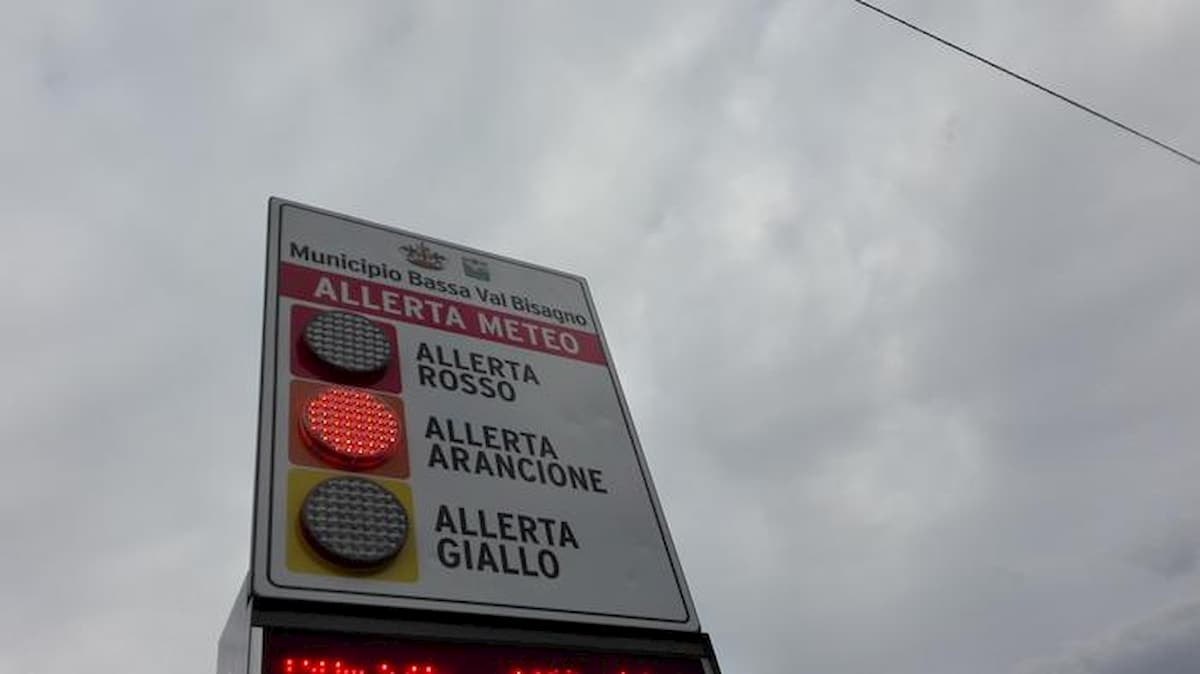 Municipio Bassa Val Bisagno
ALLERTA METEO
ALLERTA
ROSSO
ALLERTA
ARANCIONE
ALLERTA
GIALLO